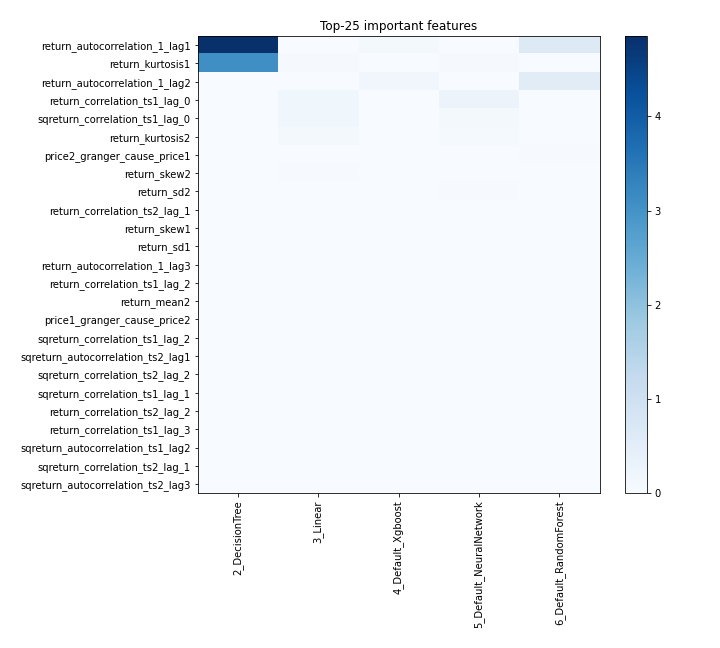 Top-25 important features
return_autocorrelation_1_lag1
return_kurtosis1
return_autocorrelation_1_lag2
return_correlation_ts1_lag_0
sqreturn_correlation_ts1_lag_0
return_kurtosis2
price2_granger_cause_price1
return_skew2
return_sd2
return_correlation_ts2_lag_1
return_skew1
return_sd1
return_autocorrelation_1_lag3
return_correlation_ts1_lag_2
return_mean2
price1_granger_cause_price2
sqreturn_correlation_ts1_lag_2
sqreturn_autocorrelation_ts2_lag1
sqreturn_correlation_ts2_lag_2
sqreturn_correlation_ts1_lag_1
return_correlation_ts2_lag_2
return_correlation_ts1_lag_3
sqreturn_autocorrelation_ts1_lag2
sqreturn_correlation_ts2_lag_1
sqreturn_autocorrelation_ts2_lag3
2_DecisionTree
3_Linear
4_Default_Xgboost
5_Default_NeuralNetwork
6_Default_RandomForest
4
3
2
1
0